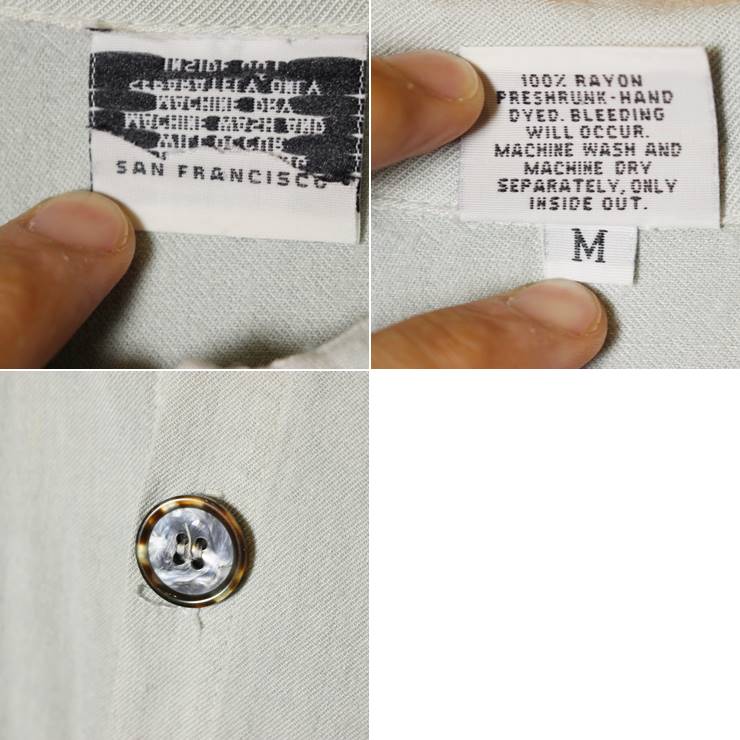 SAN FRANCISCO
100% RAYON
PRESHRUNK-HAND
DYED. BLEEDING
WILL OCCUR.
MACHINE WASH AND
MACHINE DRY
SEPARATELY, ONLY
INSIDE OUT.
M